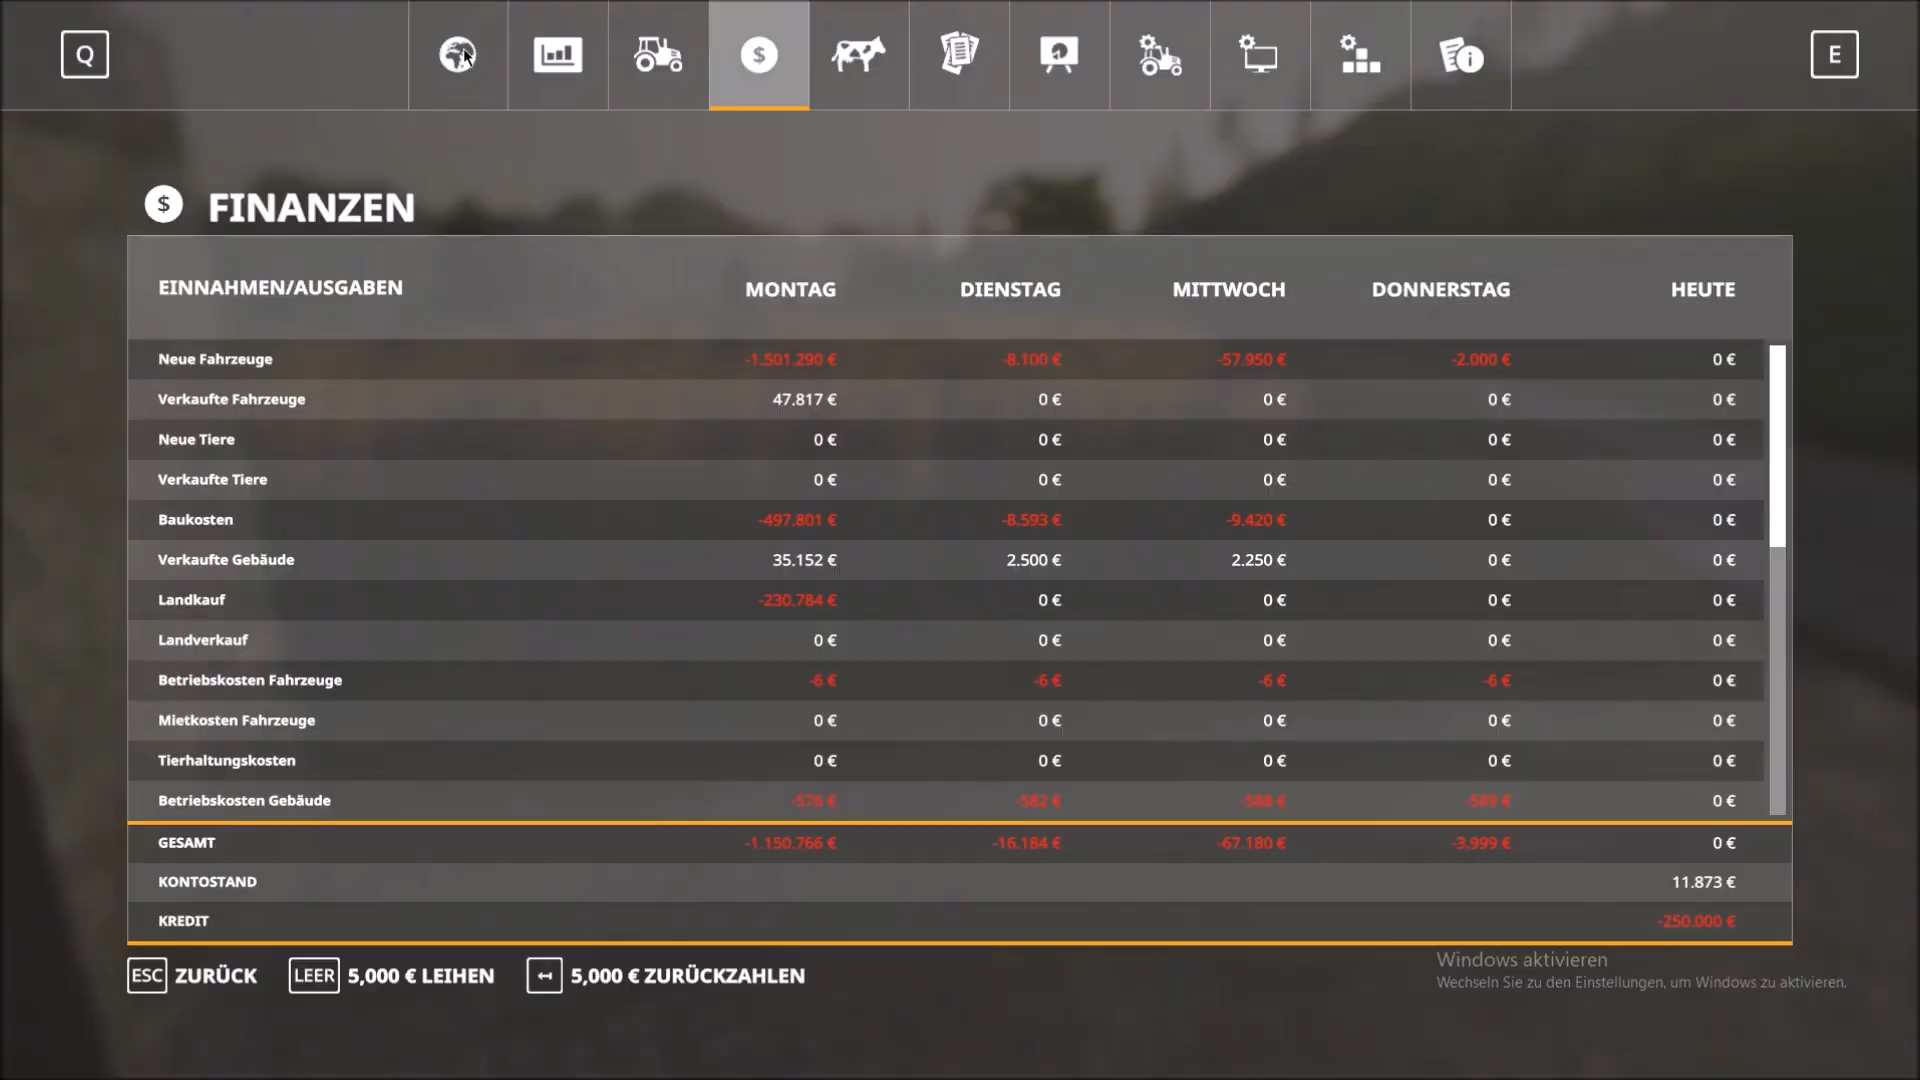 Q
$
E
$ FINANZEN
EINNAHMEN/AUSGABEN MONTAG DIENSTAG MITTWOCH DONNERSTAG HEUTE
Neue Fahrzeuge -1.501.290 € -8.100 € -57.950 € -2.000 € 0 €
Verkaufte Fahrzeuge 47.817 € 0 € 0 € 0 € 0 €
Neue Tiere 0 € 0 € 0 € 0 € 0 €
Verkaufte Tiere 0 € 0 € 0 € 0 € 0 €
Baukosten -497.801 € -8.593 € -9.420 € 0 € 0 €
Verkaufte Gebäude 35.152 € 2.500 € 2.250 € 0 € 0 €
Landkauf -230.784 € 0 € 0 € 0 € 0 €
Landverkauf 0 € 0 € 0 € 0 € 0 €
Betriebskosten Fahrzeuge -6 € -6 € -6 € -6 € 0 €
Mietkosten Fahrzeuge 0 € 0 € 0 € 0 € 0 €
Tierhaltungskosten 0 € 0 € 0 € 0 € 0 €
Betriebskosten Gebäude -582 € -588 € -589 € 0 €
GESAMT -1.150.766 € -16.184 € -67.180 € -3.999 € 0 €
KONTOSTAND 11.873 €
KREDIT -250.000 €
ESC ZURÜCK LEER 5,000 € LEIHEN ↔ 5,000 € ZURÜCKZAHLEN
Windows aktivieren
Wechseln Sie zu den Einstellungen, um Windows zu aktivieren.